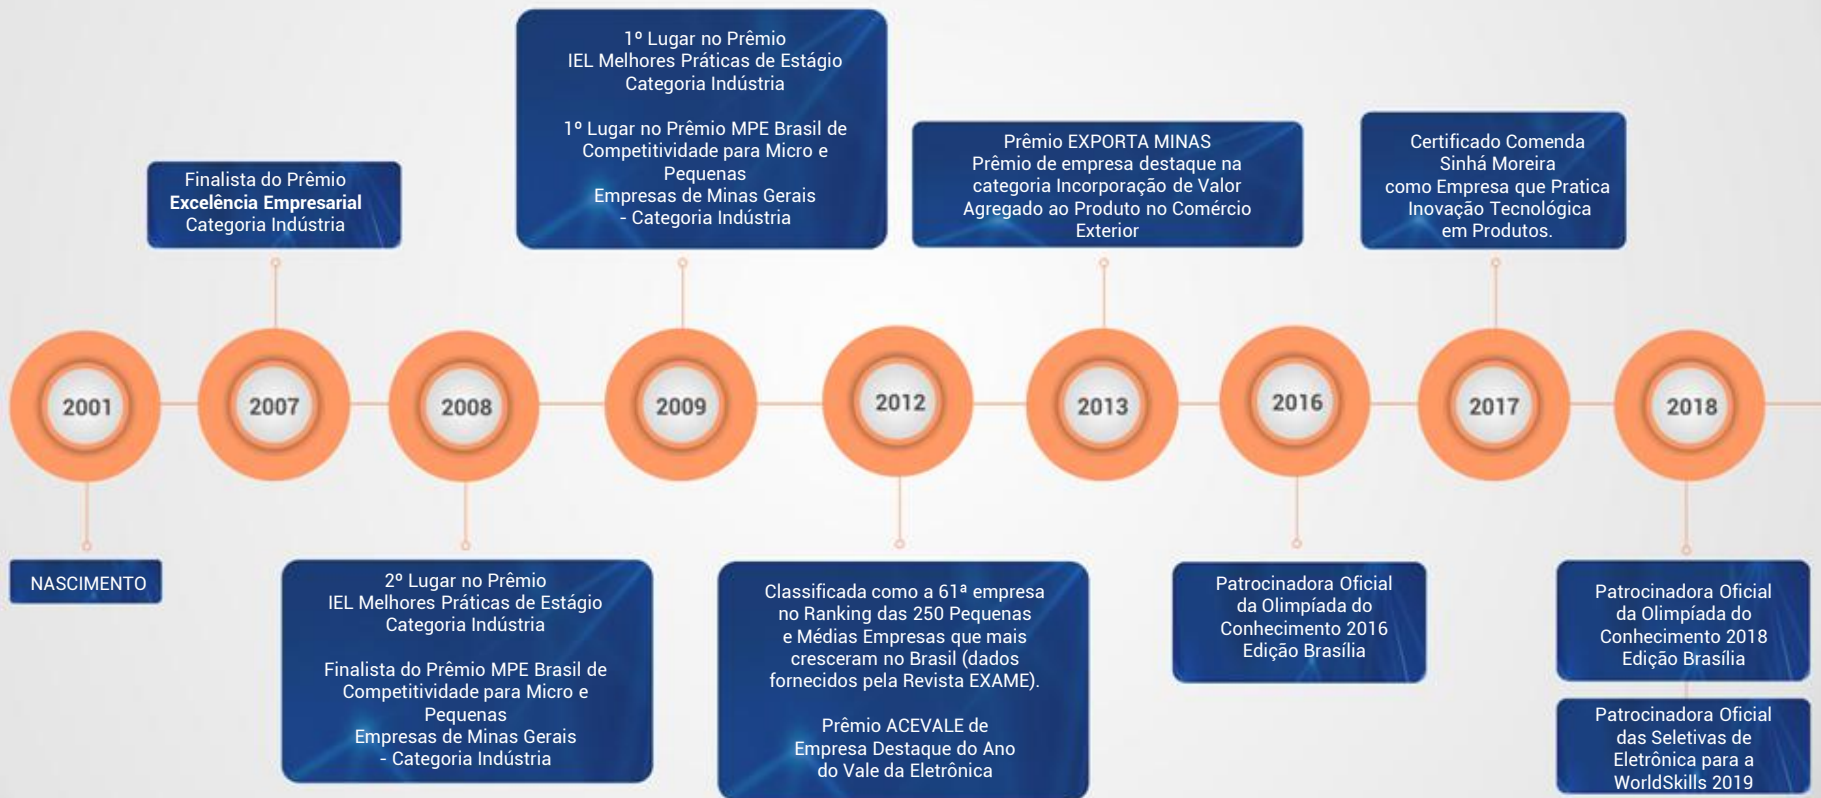 1º Lugar no Prêmio
IEL Melhores Práticas de Estágio
Categoria Indústria
1º Lugar no Prêmio MPE Brasil de
Competitividade para Micro e
Pequenas
Empresas de Minas Gerais
- Categoria Indústria
Finalista do Prêmio
Excelência Empresarial
Categoria Indústria
Prêmio EXPORTA MINAS
Prêmio de empresa destaque na
categoria Incorporação de Valor
Agregado ao Produto no Comércio
Exterior
Certificado Comenda
Sinhá Moreira
como Empresa que Pratica
Inovação Tecnológica
em Produtos.
2001
2007
2008
2009
2012
2013
2016
2017
2018
NASCIMENTO
2º Lugar no Prêmio
IEL Melhores Práticas de Estágio
Categoria Indústria
Finalista do Prêmio MPE Brasil de
Competitividade para Micro e
Pequenas
Empresas de Minas Gerais
- Categoria Indústria
Classificada como a 61ª empresa
no Ranking das 250 Pequenas
e Médias Empresas que mais
cresceram no Brasil (dados
fornecidos pela Revista EXAME).
Prêmio ACEVALE de
Empresa Destaque do Ano
do Vale da Eletrônica
Patrocinadora Oficial
da Olimpíada do
Conhecimento 2016
Edição Brasília
Patrocinadora Oficial
da Olimpíada do
Conhecimento 2018
Edição Brasília
Patrocinadora Oficial
das Seletivas de
Eletrônica para a
WorldSkills 2019